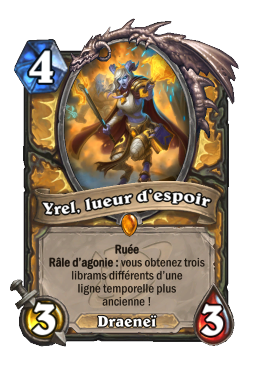 4
Yrel, lueur d'espoir
Ruée
Râle d'agonie : vous obtenez trois
librams différents d'une
ligne temporelle plus
ancienne !
3 Draeneï 3